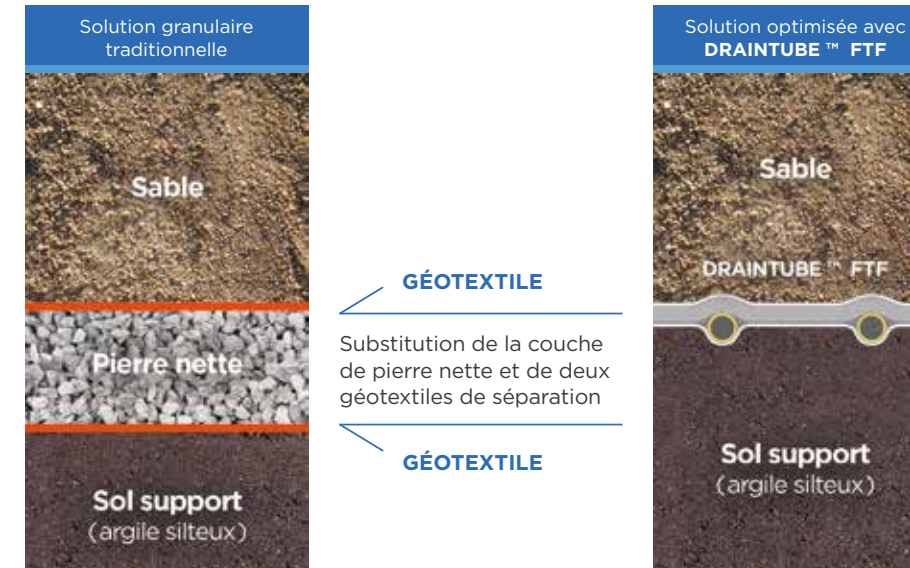 Solution granulaire
traditionnelle
Sable
Pierre nette
Sol support
(argile silteux)
GÉOTEXTILE
Substitution de la couche
de pierre nette et de deux
géotextiles de séparation
GÉOTEXTILE
Solution optimisée avec
DRAINTUBE ™ FTF
Sable
DRAINTUBE ™ FTF
Sol support
(argile silteux)